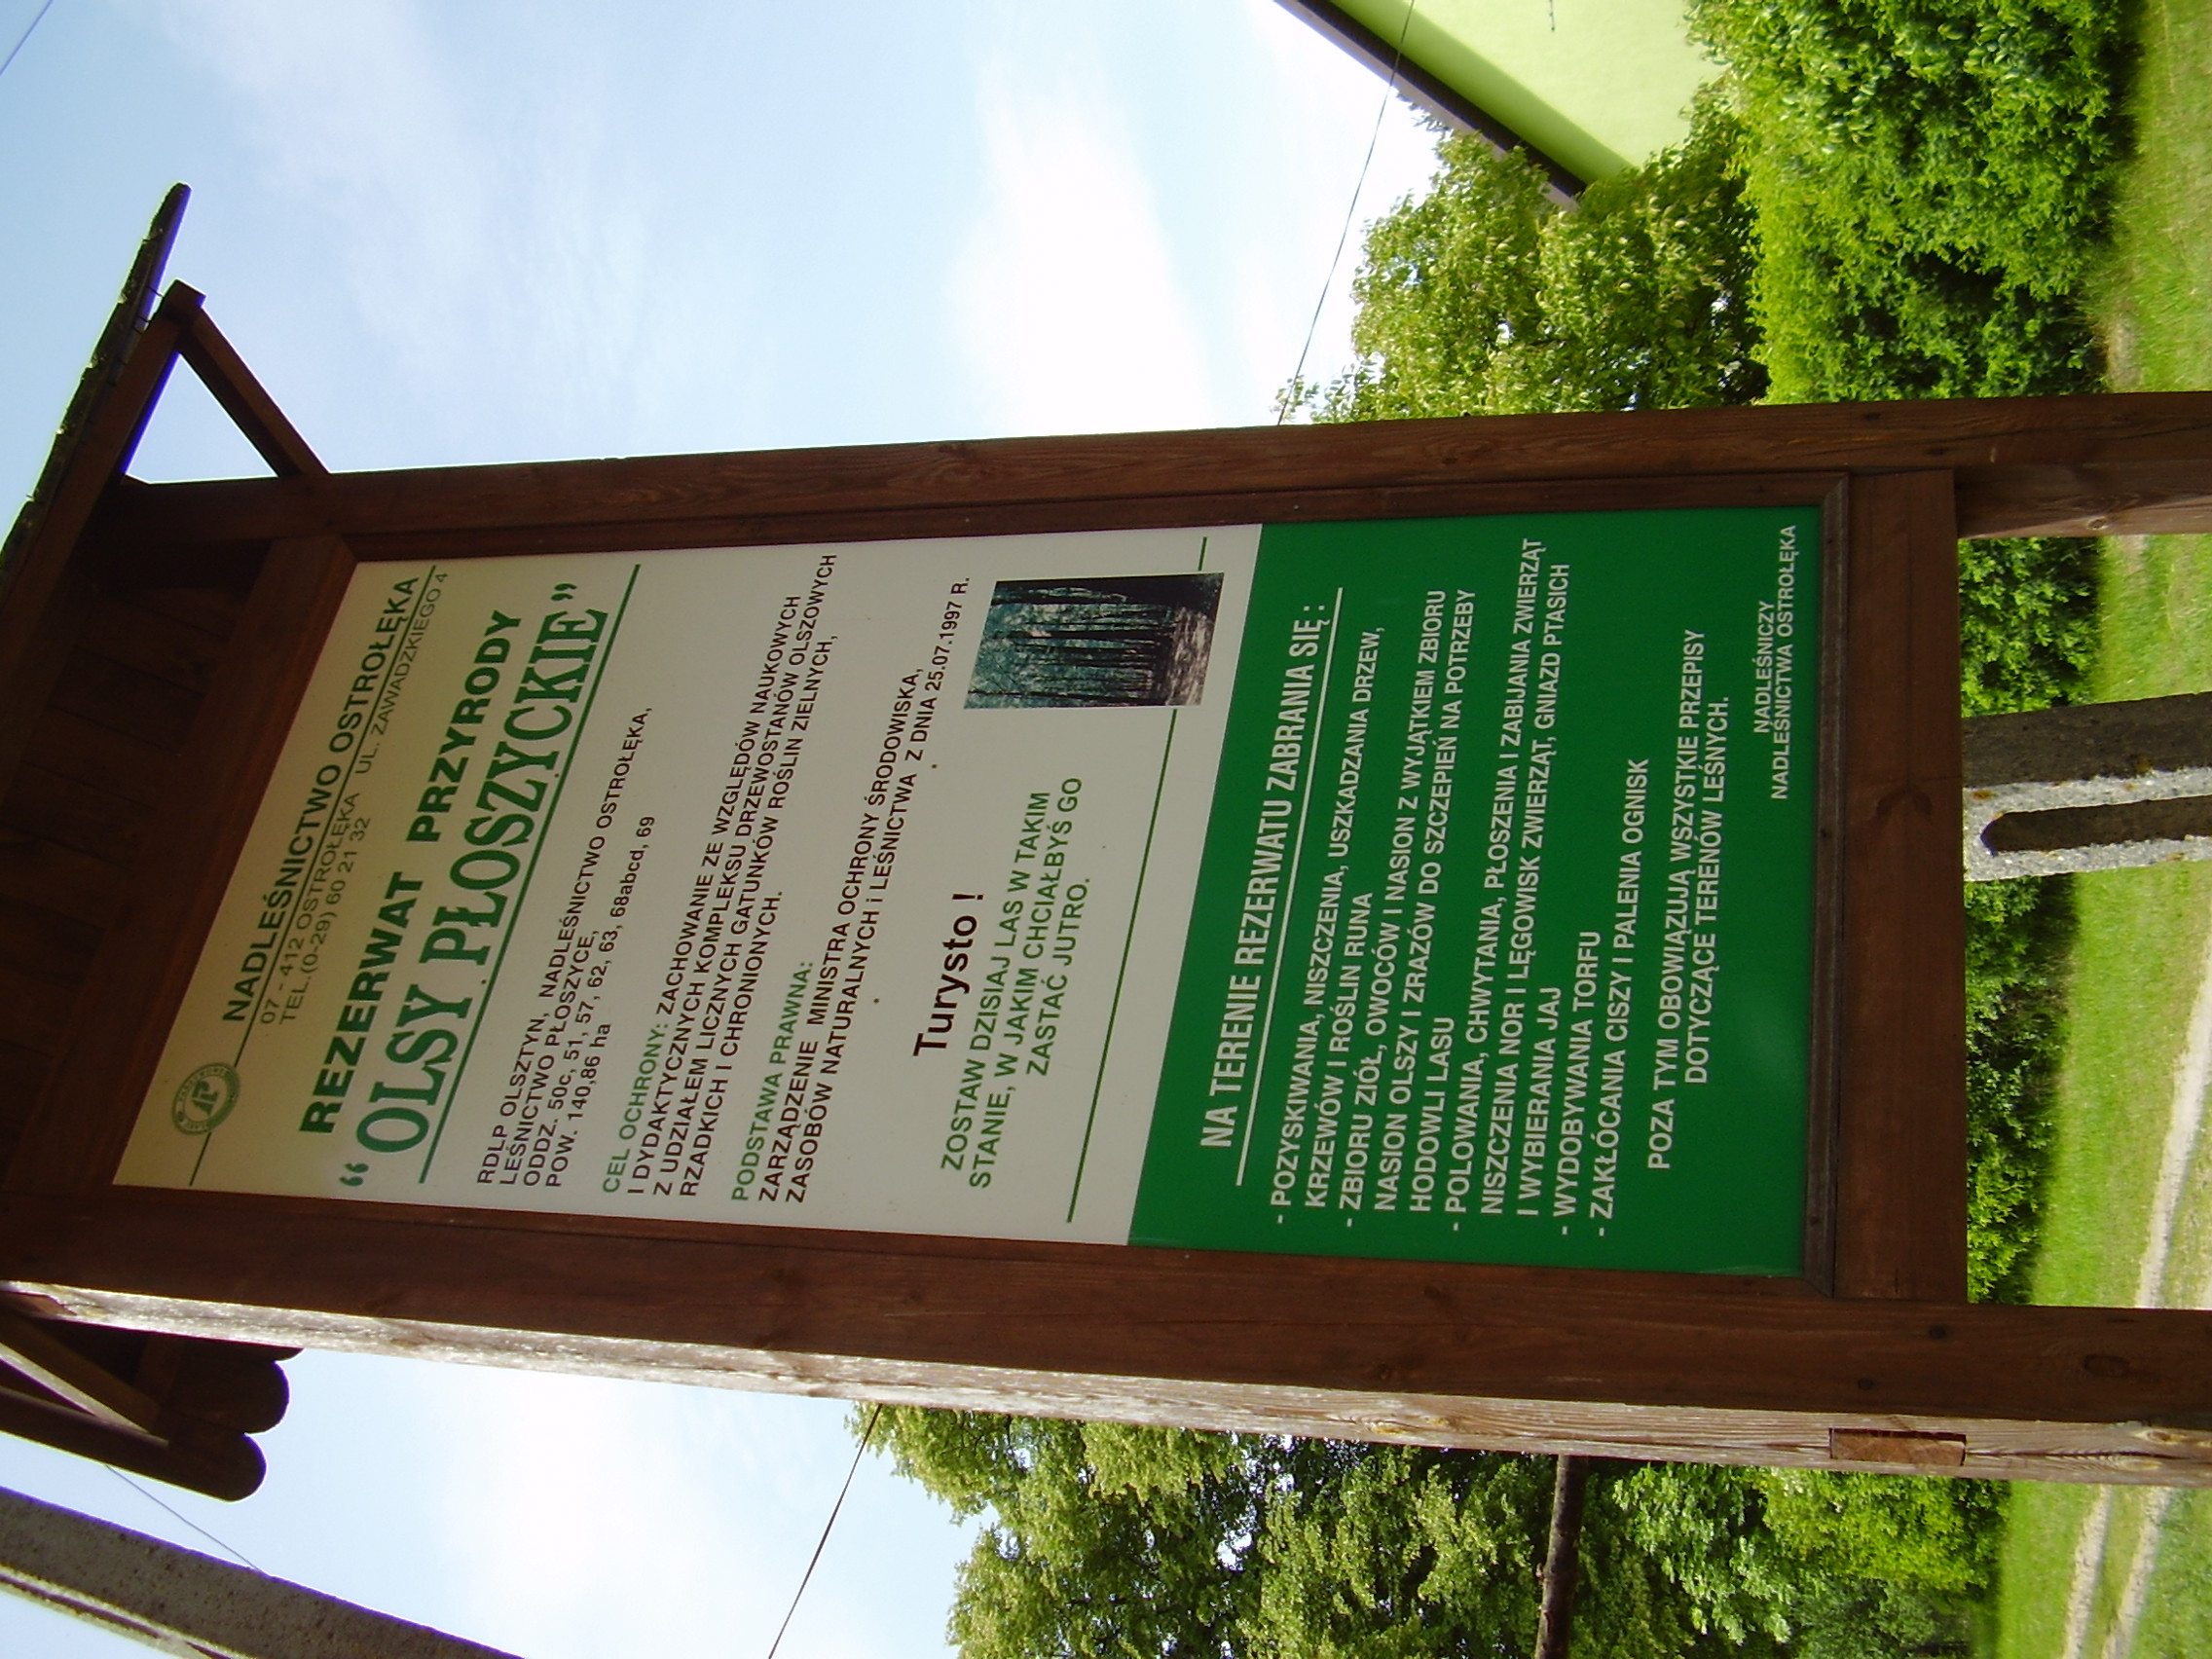 NADLEŚNICTWO OSTROŁĘKA
07 - 412 OSTROŁĘKA UL. ZAWADZKIEGO 4
TEL.(0-29) 60 21 32
REZERWAT PRZYRODY
“OLSY PŁOSZYCKIE”
RDLP OLSZTYN, NADLEŚNICTWO OSTROŁĘKA,
LEŚNICTWO PŁOSZYCE,
ODDZ. 50c, 51, 57, 62, 63, 68abcd, 69
POW. 140,86 ha
CEL OCHRONY: ZACHOWANIE ZE WZGLĘDÓW NAUKOWYCH
I DYDAKTYCZNYCH KOMPLEKSU DRZEWOSTANÓW OLSZOWYCH
Z UDZIAŁEM LICZNYCH GATUNKÓW ROŚLIN ZIELNYCH,
RZADKICH I CHRONIONYCH.
PODSTAWA PRAWNA:
ZARZĄDZENIE MINISTRA OCHRONY ŚRODOWISKA,
ZASOBÓW NATURALNYCH i LEŚNICTWA Z DNIA 25.07.1997 R.
Turysto !
ZOSTAW DZISIAJ LAS W TAKIM
STANIE, W JAKIM CHCIAŁBYŚ GO
ZASTAĆ JUTRO.
NA TERENIE REZERWATU ZABRANIA SIĘ :
- POZYSKIWANIA, NISZCZENIA, USZKADZANIA DRZEW,
KRZEWÓW I ROŚLIN RUNA
- ZBIORU ZIÓŁ, OWOCÓW I NASION Z WYJĄTKIEM ZBIORU
NASION OLSZY I ZRAZÓW DO SZCZEPIEŃ NA POTRZEBY
HODOWLI LASU
- POLOWANIA, CHWYTANIA, PŁOSZENIA I ZABIJANIA ZWIERZĄT
NISZCZENIA NOR I LĘGOWISK ZWIERZĄT, GNIAZD PTASICH
I WYBIERANIA JAJ
- WYDOBYWANIA TORFU
- ZAKŁÓCANIA CISZY I PALENIA OGNISK
POZA TYM OBOWIĄZUJĄ WSZYSTKIE PRZEPISY
DOTYCZĄCE TERENÓW LEŚNYCH.
NADLEŚNICZY
NADLEŚNICTWA OSTROŁĘKA